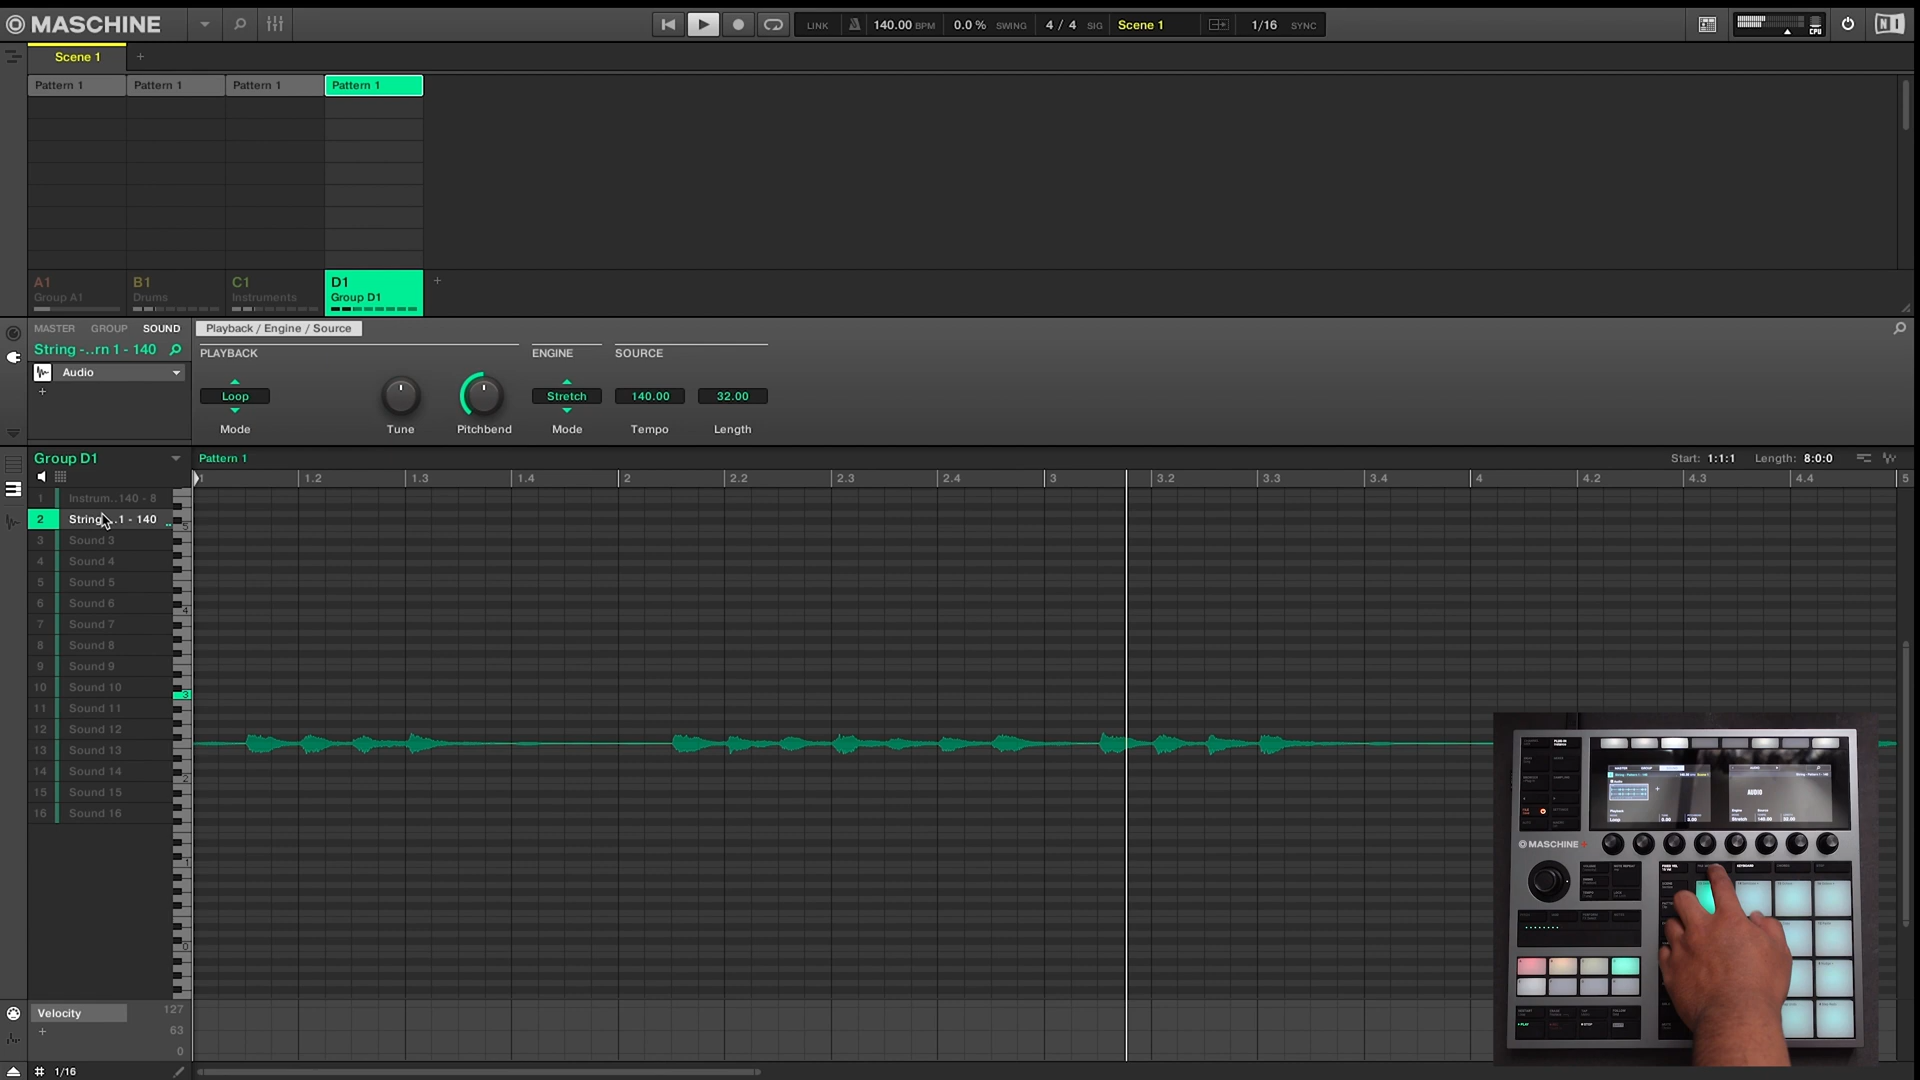 MASCHINE
LINK
140.00 BPM
0.0 % SWING
4 / 4 SIG
Scene 1
1/16 SYNC
CPU
Scene 1 +
Pattern 1
Pattern 1
Pattern 1
Pattern 1
A1
Group A1
B1
Drums
C1
Instruments
D1
Group D1
+
MASTER GROUP SOUND
Playback / Engine / Source
String -..rn 1 - 140
PLAYBACK ENGINE SOURCE
Audio
+
Loop
Stretch
140.00
32.00
Mode
Tune
Pitchbend
Mode
Tempo
Length
Group D1
Pattern 1
Start: 1:1:1 Length: 8:0:0
1 1.2 1.3 1.4 2 2.2 2.3 2.4 3 3.2 3.3 3.4 4 4.2 4.3 4.4 5
1 Instrum..140 - 8
2 String...1 - 140
3 Sound 3
4 Sound 4
5 Sound 5
6 Sound 6
7 Sound 7
8 Sound 8
9 Sound 9
10 Sound 10
11 Sound 11
12 Sound 12
13 Sound 13
14 Sound 14
15 Sound 15
16 Sound 16
5
4
3
2
1
0
Velocity
127
+
63
0
1/16
AUDIO
MASCHINE+